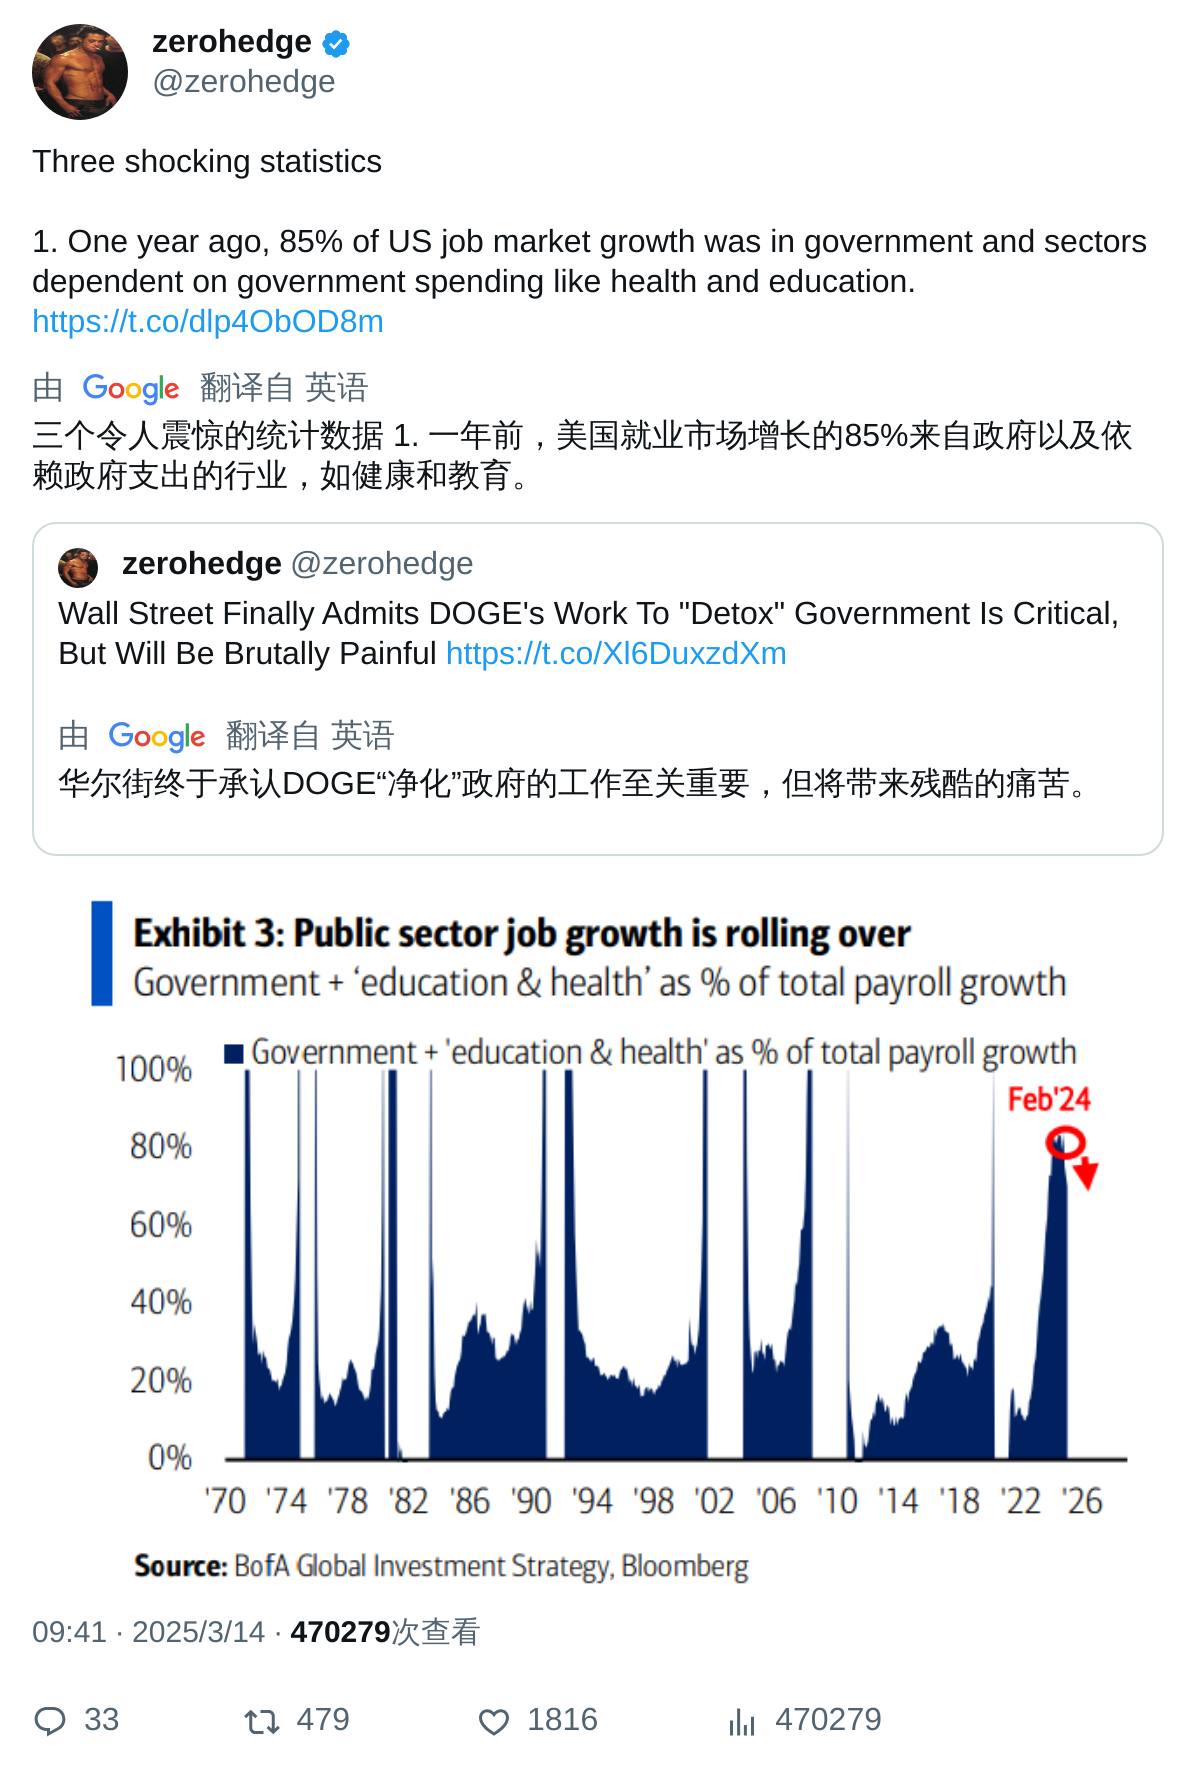 zerohedge
@zerohedge
Three shocking statistics
1. One year ago, 85% of US job market growth was in government and sectors
dependent on government spending like health and education.
https://t.co/dlp4ObOD8m
由 Google 翻译自 英语
三个令人震惊的统计数据 1. 一年前，美国就业市场增长的85%来自政府以及依
赖政府支出的行业，如健康和教育。
zerohedge @zerohedge
Wall Street Finally Admits DOGE's Work To "Detox" Government Is Critical,
But Will Be Brutally Painful https://t.co/Xl6DuxzdXm
由 Google 翻译自 英语
华尔街终于承认DOGE“净化”政府的工作至关重要，但将带来残酷的痛苦。
Exhibit 3: Public sector job growth is rolling over
Government + ‘education & health’ as % of total payroll growth
Government + 'education & health' as % of total payroll growth
100%
Feb'24
80%
60%
40%
20%
0%
'70 '74 '78 '82 '86 '90 '94 '98 '02 '06 '10 '14 '18 '22 '26
Source: BofA Global Investment Strategy, Bloomberg
09:41 · 2025/3/14 · 470279次查看
33 479 1816 470279